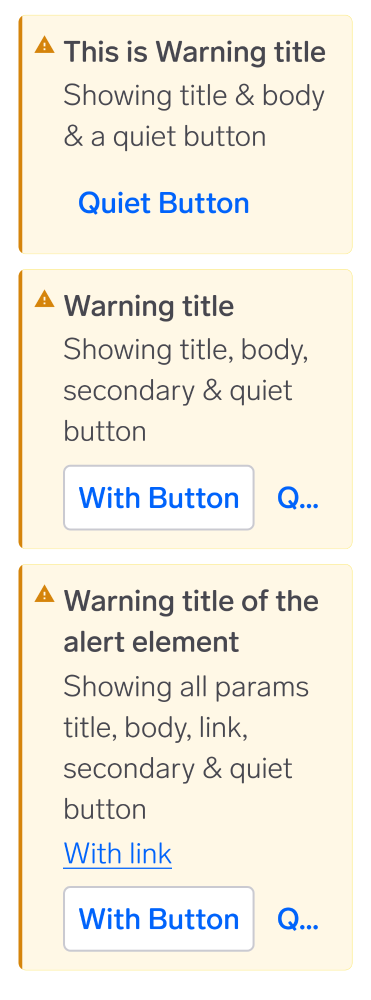 This is Warning title
Showing title & body
& a quiet button
Quiet Button
Warning title
Showing title, body,
secondary & quiet
button
With Button Q...
Warning title of the
alert element
Showing all params
title, body, link,
secondary & quiet
button
With link
With Button Q...